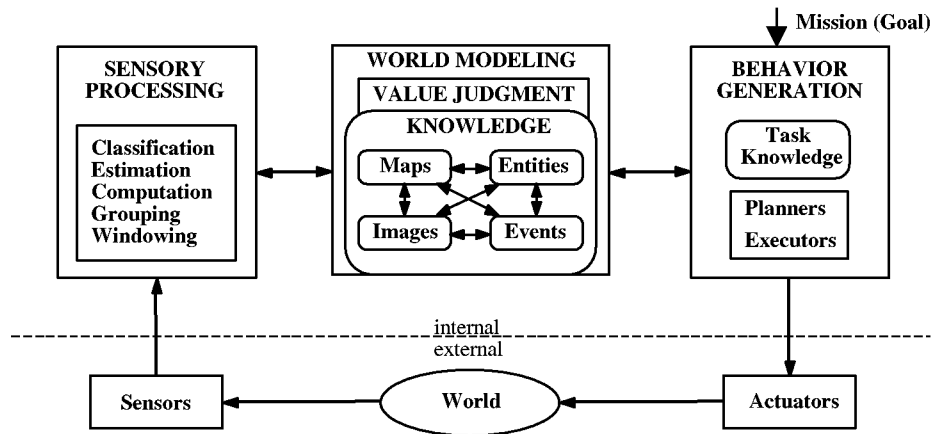 Mission (Goal)
SENSORY
PROCESSING
Classification
Estimation
Computation
Grouping
Windowing
WORLD MODELING
VALUE JUDGMENT
KNOWLEDGE
Maps
Entities
Images
Events
BEHAVIOR
GENERATION
Task
Knowledge
Planners
Executors
internal
external
Sensors
World
Actuators